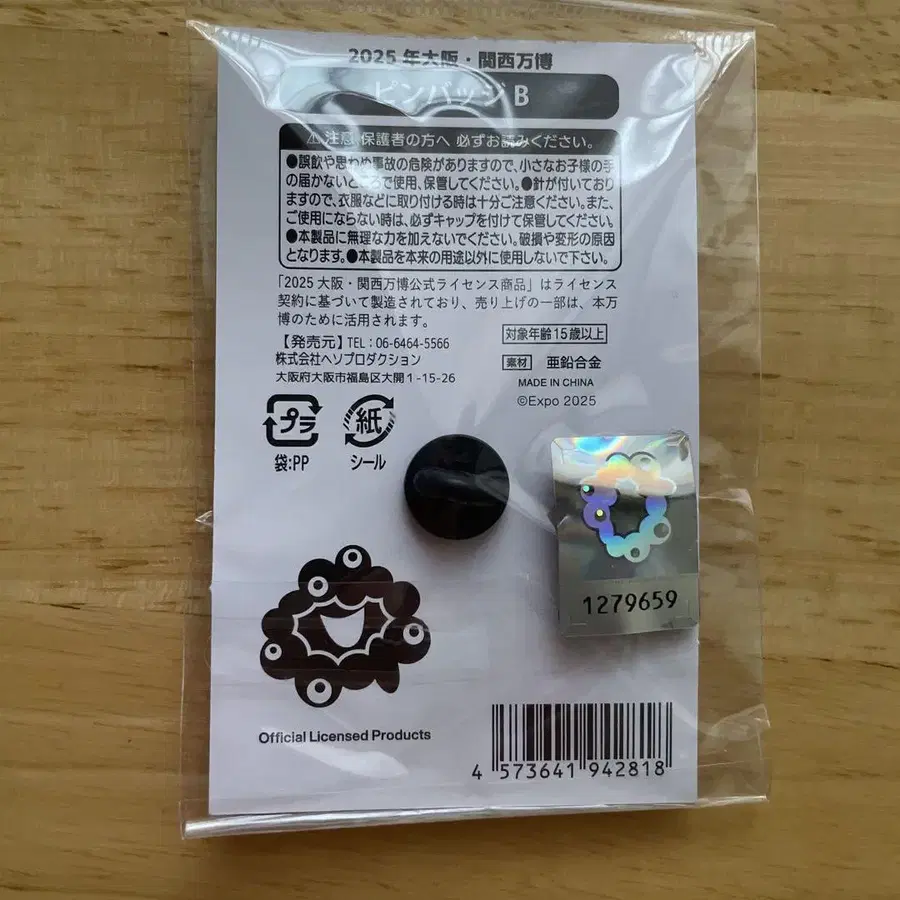 2025年大阪・関西万博
ピンバッジB
⚠注意 保護者の方へ 必ずお読みください。
●誤飲や思わぬ事故の危険がありますので、小さなお子様の手
の届かないところで使用、保管してください。●針が付いており
ますので、衣服などに取り付ける時は十分ご注意ください。また、
ご使用にならない時は、必ずキャップを付けて保管してください。
●本製品に無理な力を加えないでください。破損や変形の原因
となります。●本製品を本来の用途以外に使用しないで下さい。
「2025大阪・関西万博公式ライセンス商品」はライセンス
契約に基づいて製造されており、売り上げの一部は、本万
博のために活用されます。
対象年齢15歳以上
【発売元】TEL：06-6464-5566
株式会社ヘソプロダクション
大阪府大阪市福島区大開1-15-26
素材 亜鉛合金
MADE IN CHINA
©Expo 2025
プラ
袋:PP
紙
シール
1279659
Official Licensed Products
4 573641 942818